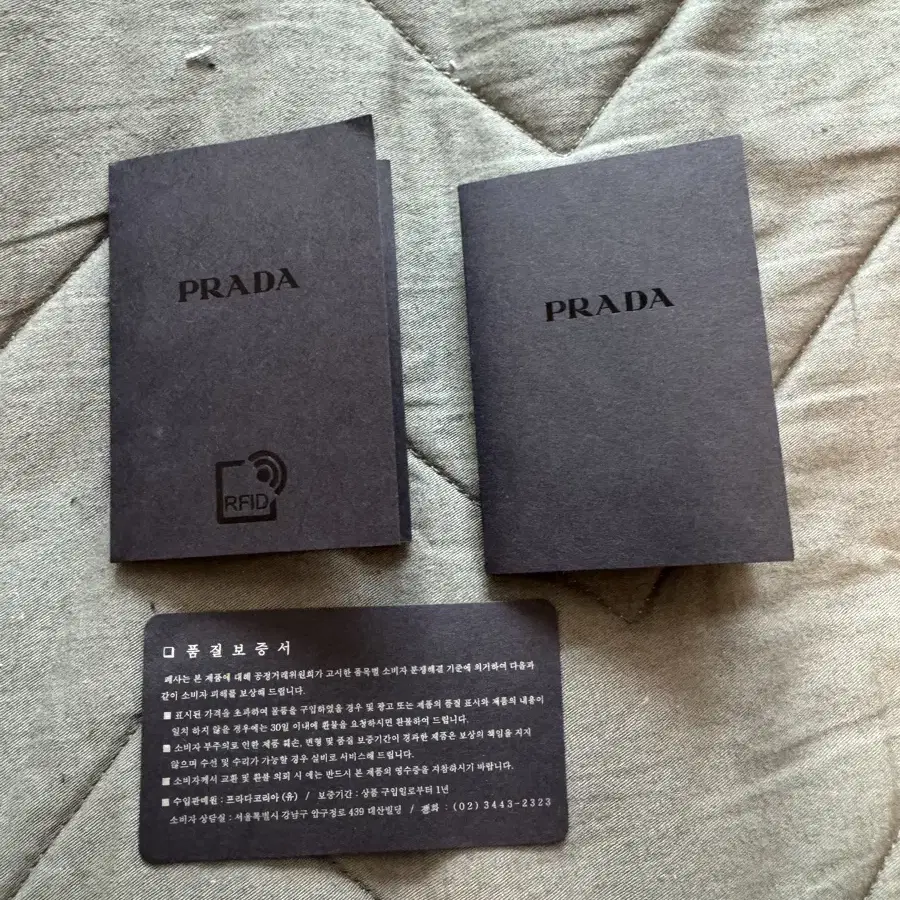 PRADA
RFID
PRADA
❏ 품질보증서
폐사는 본 제품에 대해 공정거래위원회가 고시한 품목별 소비자 분쟁해결 기준에 의거하여 다음과
같이 소비자 피해를 보상해 드립니다.
■ 표시된 가격을 초과하여 물품을 구입하였을 경우 및 광고 또는 제품의 품질 표시와 제품의 내용이
일치 하지 않을 경우에는 30일 이내에 환불을 요청하시면 환불하여 드립니다.
■ 소비자 부주의로 인한 제품 훼손, 변형 및 품질 보증기간이 경과한 제품은 보상의 책임을 지지
않으며 수선 및 수리가 가능할 경우 실비로 서비스해 드립니다.
■ 소비자께서 교환 및 환불 의뢰 시 에는 반드시 본 제품의 영수증을 지참하시기 바랍니다.
■ 수입판매원 : 프라다코리아 (유) / 보증기간 : 상품 구입일로부터 1년
소비자 상담실 : 서울특별시 강남구 압구정로 439 대산빌딩 / 전화 : (02) 3443-2323